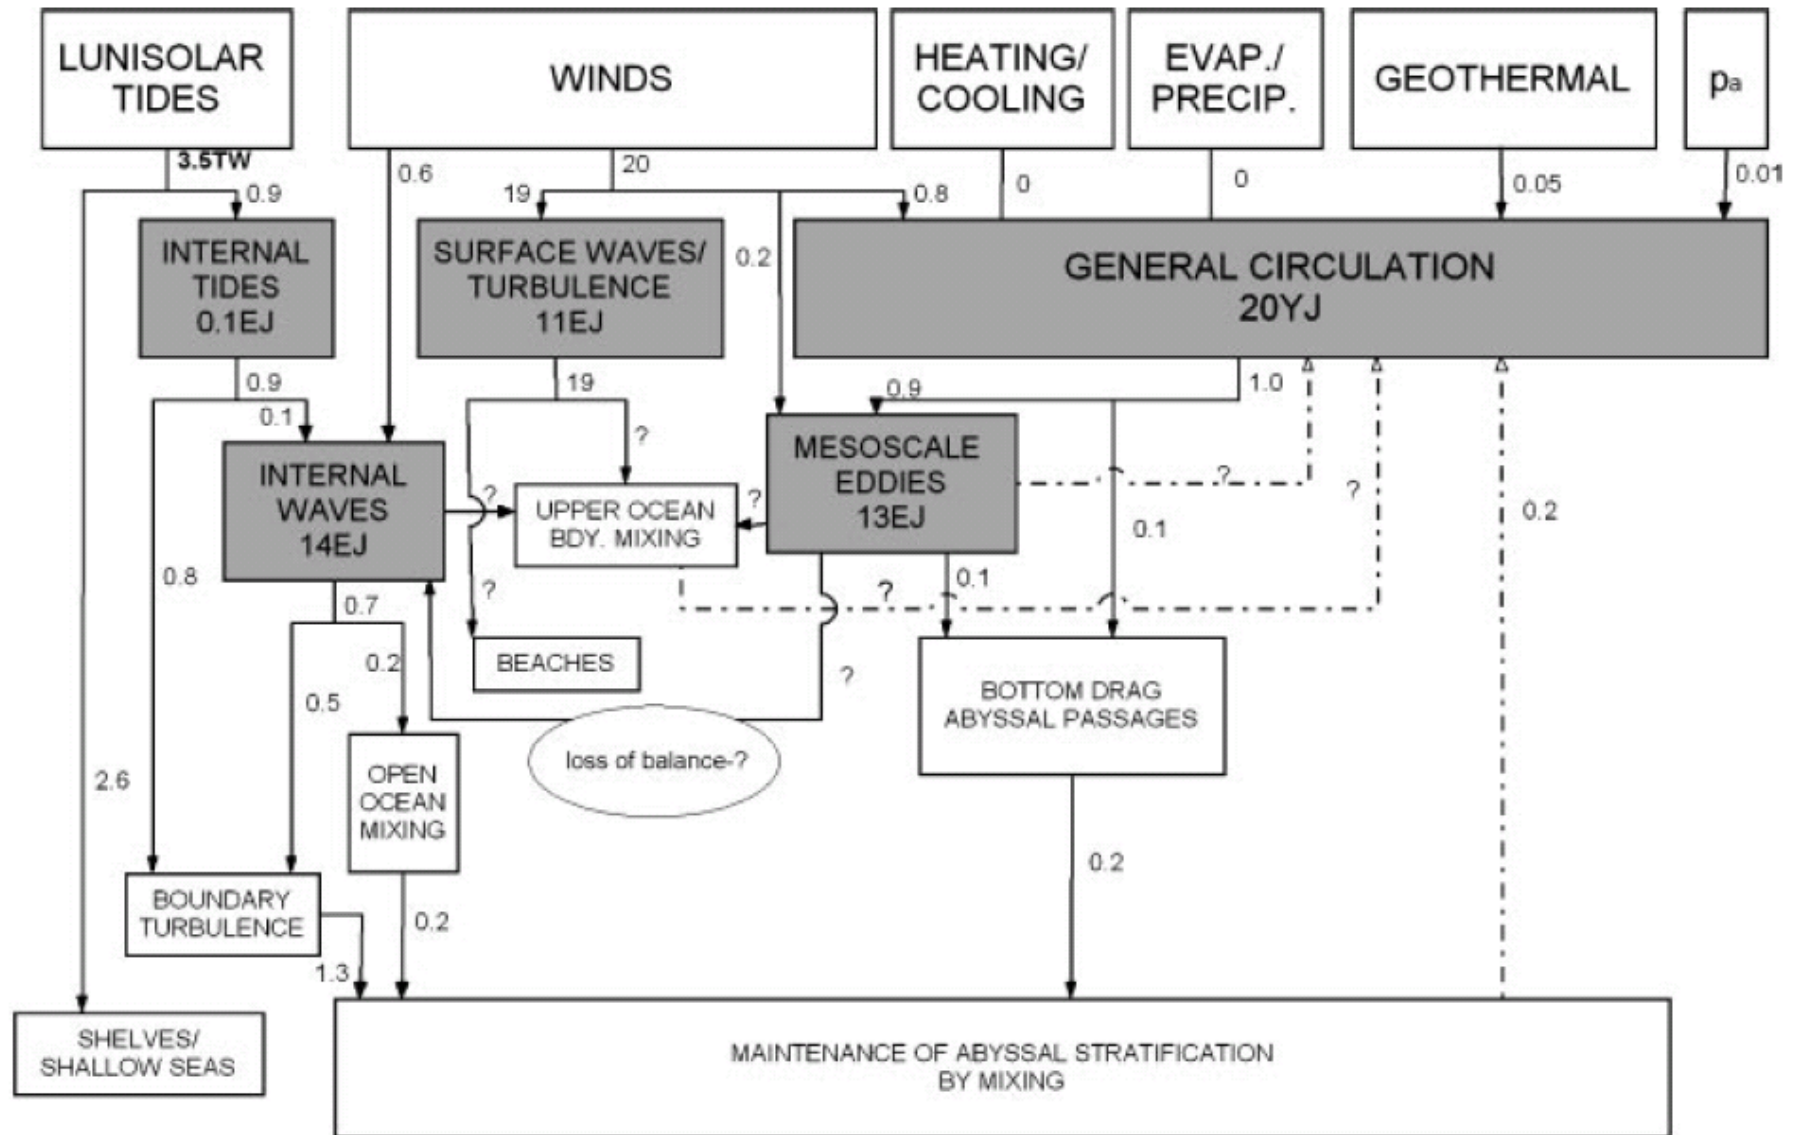 LUNISOLAR
TIDES
WINDS
HEATING/
COOLING
EVAP./
PRECIP.
GEOTHERMAL
pa
3.5TW
0.9
0.6
20
19
0.8
0
0
0.05
0.01
INTERNAL
TIDES
0.1EJ
SURFACE WAVES/
TURBULENCE
11EJ
0.2
GENERAL CIRCULATION
20YJ
0.9
0.1
19
0.9
1.0
?
INTERNAL
WAVES
14EJ
?
UPPER OCEAN
BDY. MIXING
?
MESOSCALE
EDDIES
13EJ
?
?
0.1
0.2
0.8
0.7
?
?
0.1
0.2
0.5
BEACHES
?
BOTTOM DRAG
ABYSSAL PASSAGES
2.6
OPEN
OCEAN
MIXING
loss of balance-?
0.2
BOUNDARY
TURBULENCE
0.2
1.3
SHELVES/
SHALLOW SEAS
MAINTENANCE OF ABYSSAL STRATIFICATION
BY MIXING